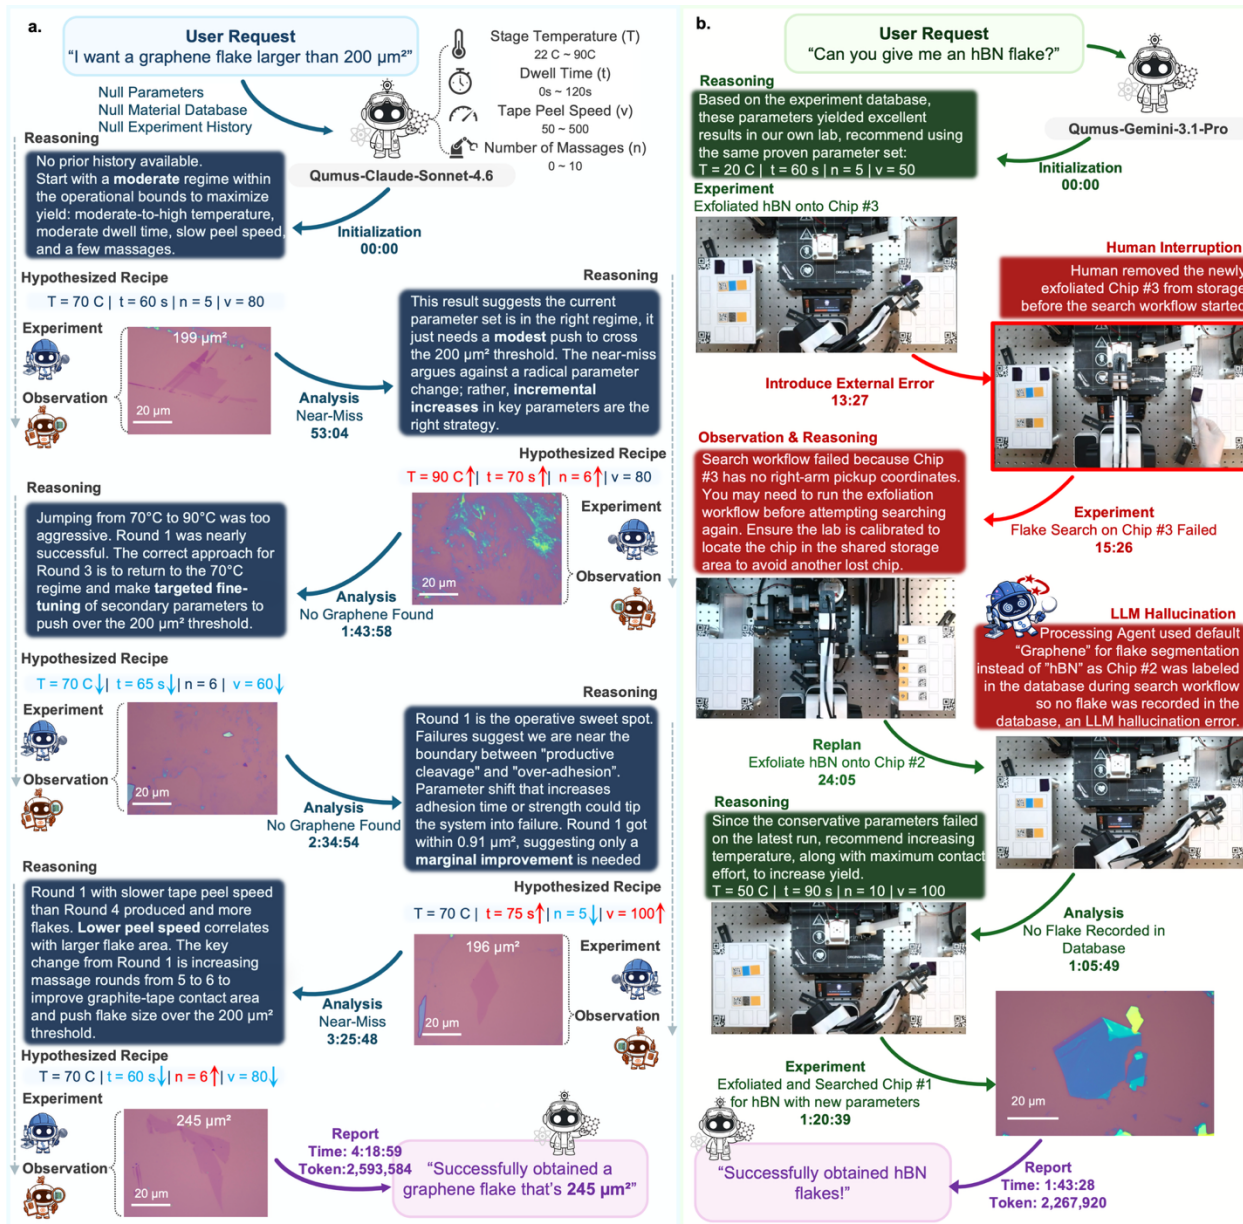 a.
User Request
“I want a graphene flake larger than 200 µm²”
Null Parameters
Null Material Database
Null Experiment History
Stage Temperature (T)
22 C ~ 90C
Dwell Time (t)
0s ~ 120s
Tape Peel Speed (v)
50 ~ 500
Number of Massages (n)
0 ~ 10
Qumus-Claude-Sonnet-4.6
Reasoning
No prior history available.
Start with a moderate regime within
the operational bounds to maximize
yield: moderate-to-high temperature,
moderate dwell time, slow peel speed,
and a few massages.
Initialization
00:00
Hypothesized Recipe
T = 70 C | t = 60 s | n = 5 | v = 80
Experiment
Observation
199 µm²
20 µm
Analysis
Near-Miss
53:04
Reasoning
This result suggests the current
parameter set is in the right regime, it
just needs a modest push to cross
the 200 µm² threshold. The near-miss
argues against a radical parameter
change; rather, incremental
increases in key parameters are the
right strategy.
Hypothesized Recipe
T = 90 C↑| t = 70 s↑| n = 6↑| v = 80
20 µm
Experiment
Observation
Analysis
No Graphene Found
1:43:58
Reasoning
Jumping from 70°C to 90°C was too
aggressive. Round 1 was nearly
successful. The correct approach for
Round 3 is to return to the 70°C
regime and make targeted fine-
tuning of secondary parameters to
push over the 200 µm² threshold.
Hypothesized Recipe
T = 70 C↓| t = 65 s↓| n = 6 | v = 60↓
Experiment
Observation
20 µm
Analysis
No Graphene Found
2:34:54
Reasoning
Round 1 is the operative sweet spot.
Failures suggest we are near the
boundary between "productive
cleavage" and "over-adhesion".
Parameter shift that increases
adhesion time or strength could tip
the system into failure. Round 1 got
within 0.91 µm², suggesting only a
marginal improvement is needed
Hypothesized Recipe
T = 70 C | t = 75 s↑| n = 5↓| v = 100↑
196 µm²
20 µm
Experiment
Observation
Analysis
Near-Miss
3:25:48
Reasoning
Round 1 with slower tape peel speed
than Round 4 produced and more
flakes. Lower peel speed correlates
with larger flake area. The key
change from Round 1 is increasing
massage rounds from 5 to 6 to
improve graphite-tape contact area
and push flake size over the 200 µm²
threshold.
Hypothesized Recipe
T = 70 C | t = 60 s↓| n = 6↑| v = 80↓
Experiment
Observation
245 µm²
20 µm
Report
Time: 4:18:59
Token:2,593,584
“Successfully obtained a
graphene flake that’s 245 µm²”
b.
User Request
“Can you give me an hBN flake?”
Qumus-Gemini-3.1-Pro
Reasoning
Based on the experiment database,
these parameters yielded excellent
results in our own lab, recommend using
the same proven parameter set:
T = 20 C | t = 60 s | n = 5 | v = 50
Initialization
00:00
Experiment
Exfoliated hBN onto Chip #3
Human Interruption
Human removed the newly
exfoliated Chip #3 from storage
before the search workflow started
Introduce External Error
13:27
Observation & Reasoning
Search workflow failed because Chip
#3 has no right-arm pickup coordinates.
You may need to run the exfoliation
workflow before attempting searching
again. Ensure the lab is calibrated to
locate the chip in the shared storage
area to avoid another lost chip.
Experiment
Flake Search on Chip #3 Failed
15:26
LLM Hallucination
Processing Agent used default
“Graphene” for flake segmentation
instead of ”hBN” as Chip #2 was labeled
in the database during search workflow
so no flake was recorded in the
database, an LLM hallucination error.
Replan
Exfoliate hBN onto Chip #2
24:05
Reasoning
Since the conservative parameters failed
on the latest run, recommend increasing
temperature, along with maximum contact
effort, to increase yield.
T = 50 C | t = 90 s | n = 10 | v = 100
Analysis
No Flake Recorded in
Database
1:05:49
Experiment
Exfoliated and Searched Chip #1
for hBN with new parameters
1:20:39
20 µm
Report
Time: 1:43:28
Token: 2,267,920
“Successfully obtained hBN
flakes!”